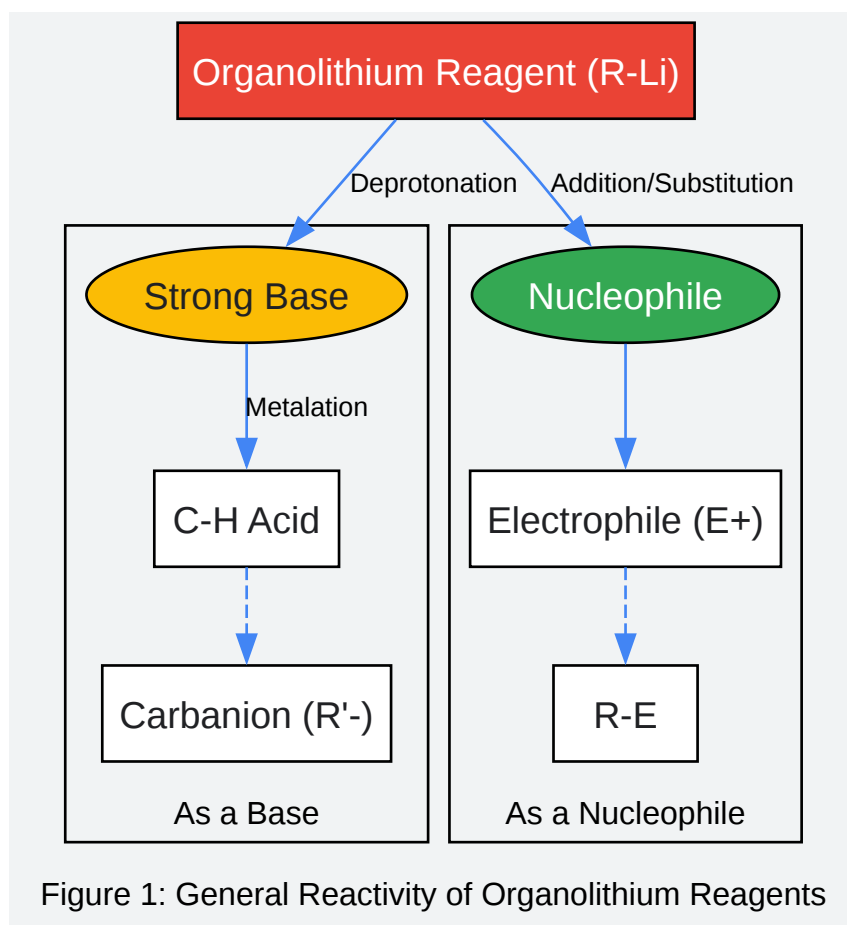 Organolithium Reagent (R-Li)
Deprotonation
Addition/Substitution
Strong Base
Nucleophile
Metalation
C-H Acid
Electrophile (E+)
Carbanion (R'-)
R-E
As a Base
As a Nucleophile
Figure 1: General Reactivity of Organolithium Reagents